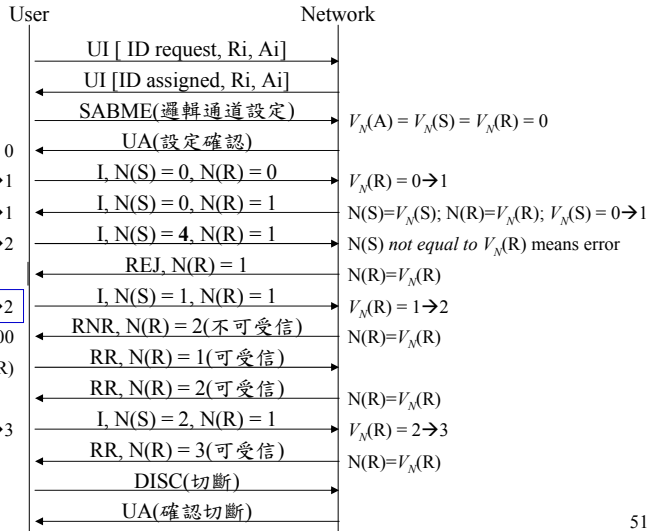 User Network
UI [ ID request, Ri, Ai]
UI [ID assigned, Ri, Ai]
SABME(邏輯通道設定)
V_N(A) = V_N(S) = V_N(R) = 0
0 UA(設定確認)
→1 I, N(S) = 0, N(R) = 0 V_N(R) = 0→1
→1 I, N(S) = 0, N(R) = 1 N(S)=V_N(S); N(R)=V_N(R); V_N(S) = 0→1
→2 I, N(S) = 4, N(R) = 1 N(S) not equal to V_N(R) means error
REJ, N(R) = 1 N(R)=V_N(R)
→2 I, N(S) = 1, N(R) = 1 V_N(R) = 1→2
00 RNR, N(R) = 2(不可受信) N(R)=V_N(R)
R) RR, N(R) = 1(可受信)
RR, N(R) = 2(可受信) N(R)=V_N(R)
→3 I, N(S) = 2, N(R) = 1 V_N(R) = 2→3
RR, N(R) = 3(可受信) N(R)=V_N(R)
DISC(切斷)
UA(確認切斷)
51